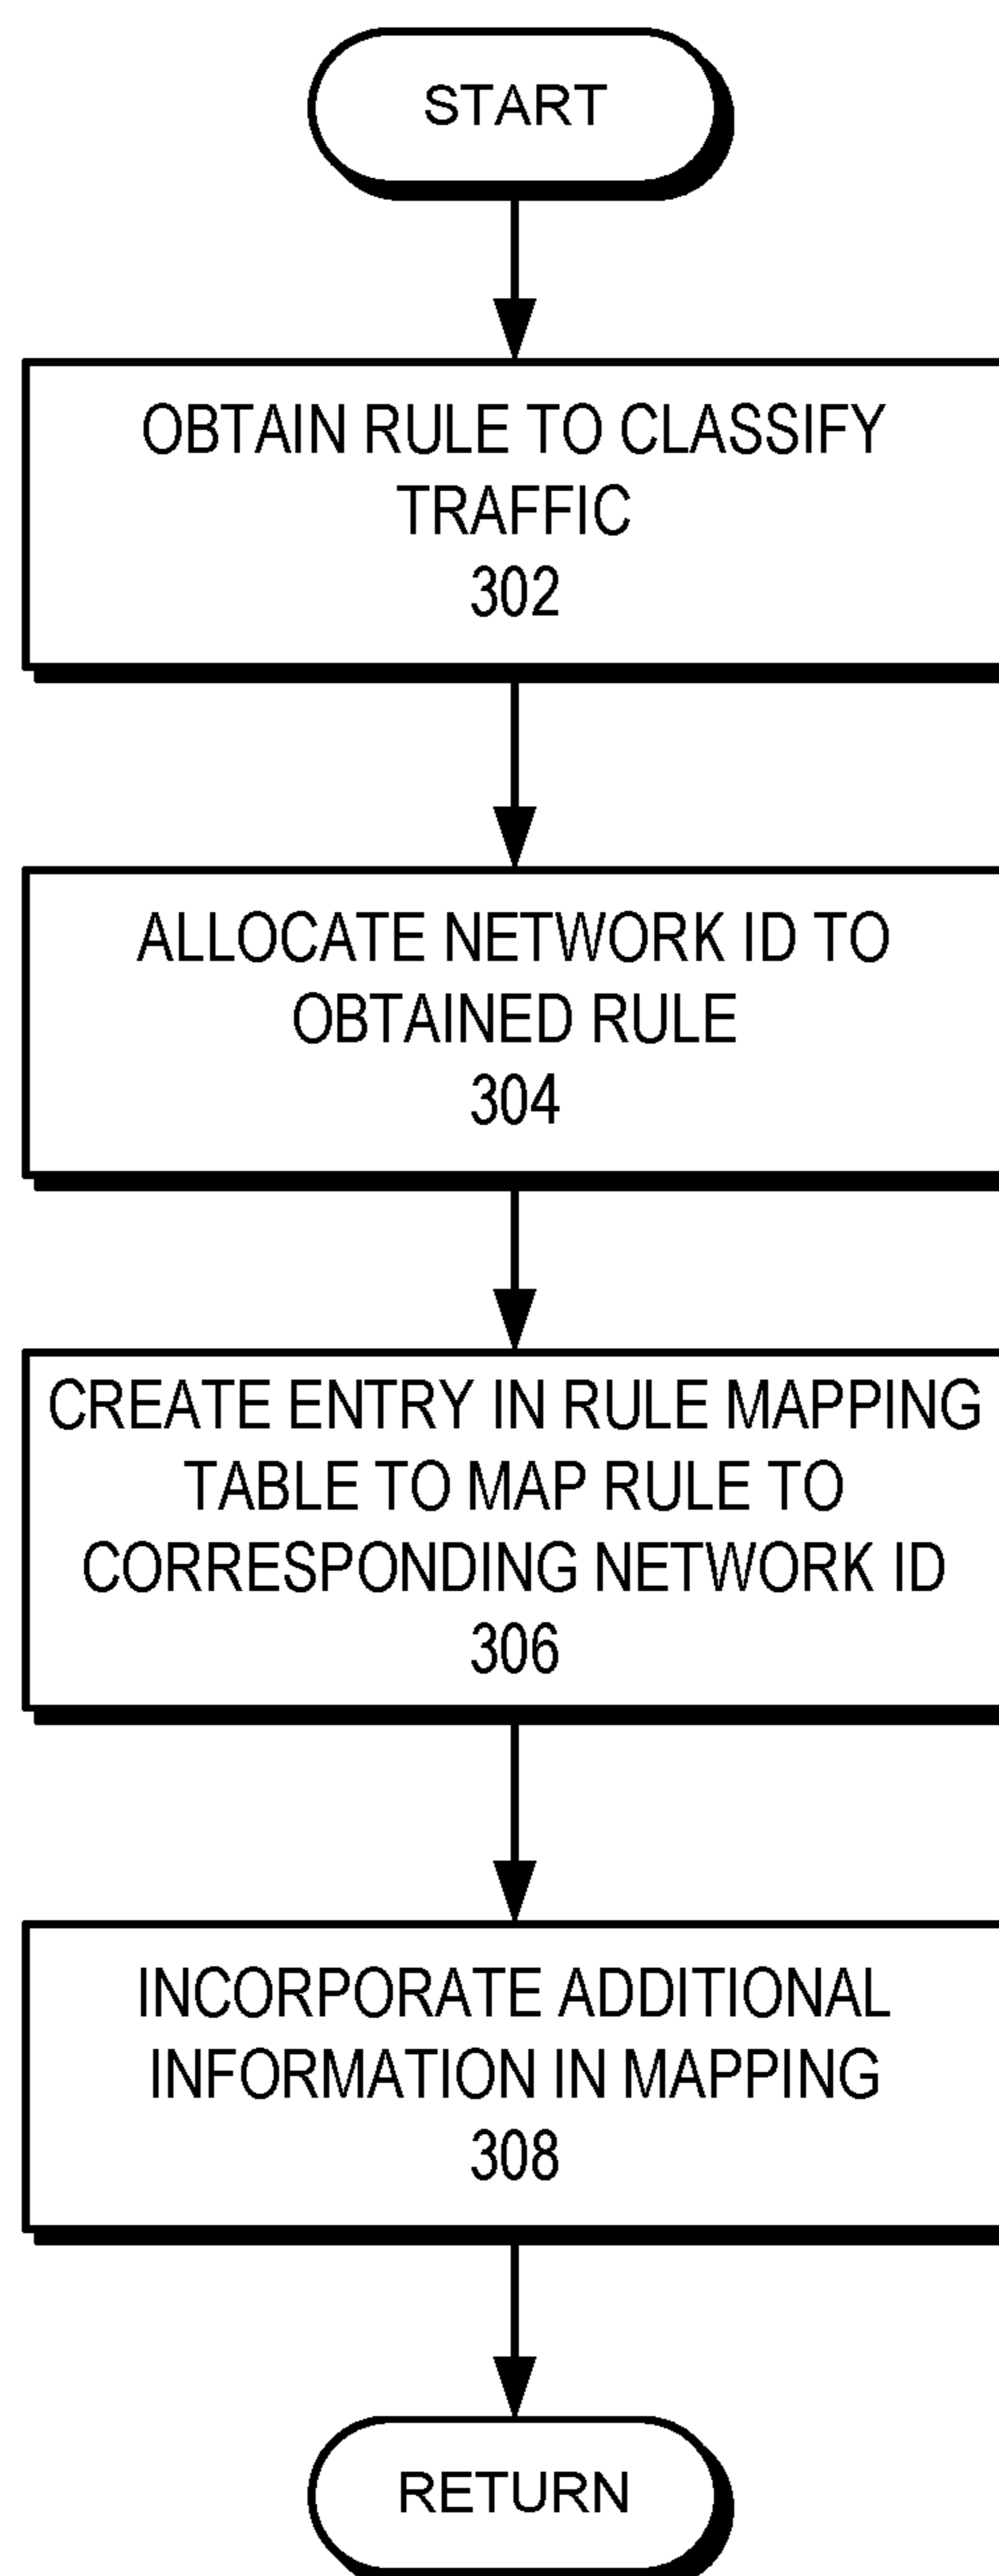 START
OBTAIN RULE TO CLASSIFY
TRAFFIC
302
ALLOCATE NETWORK ID TO
OBTAINED RULE
304
CREATE ENTRY IN RULE MAPPING
TABLE TO MAP RULE TO
CORRESPONDING NETWORK ID
306
INCORPORATE ADDITIONAL
INFORMATION IN MAPPING
308
RETURN